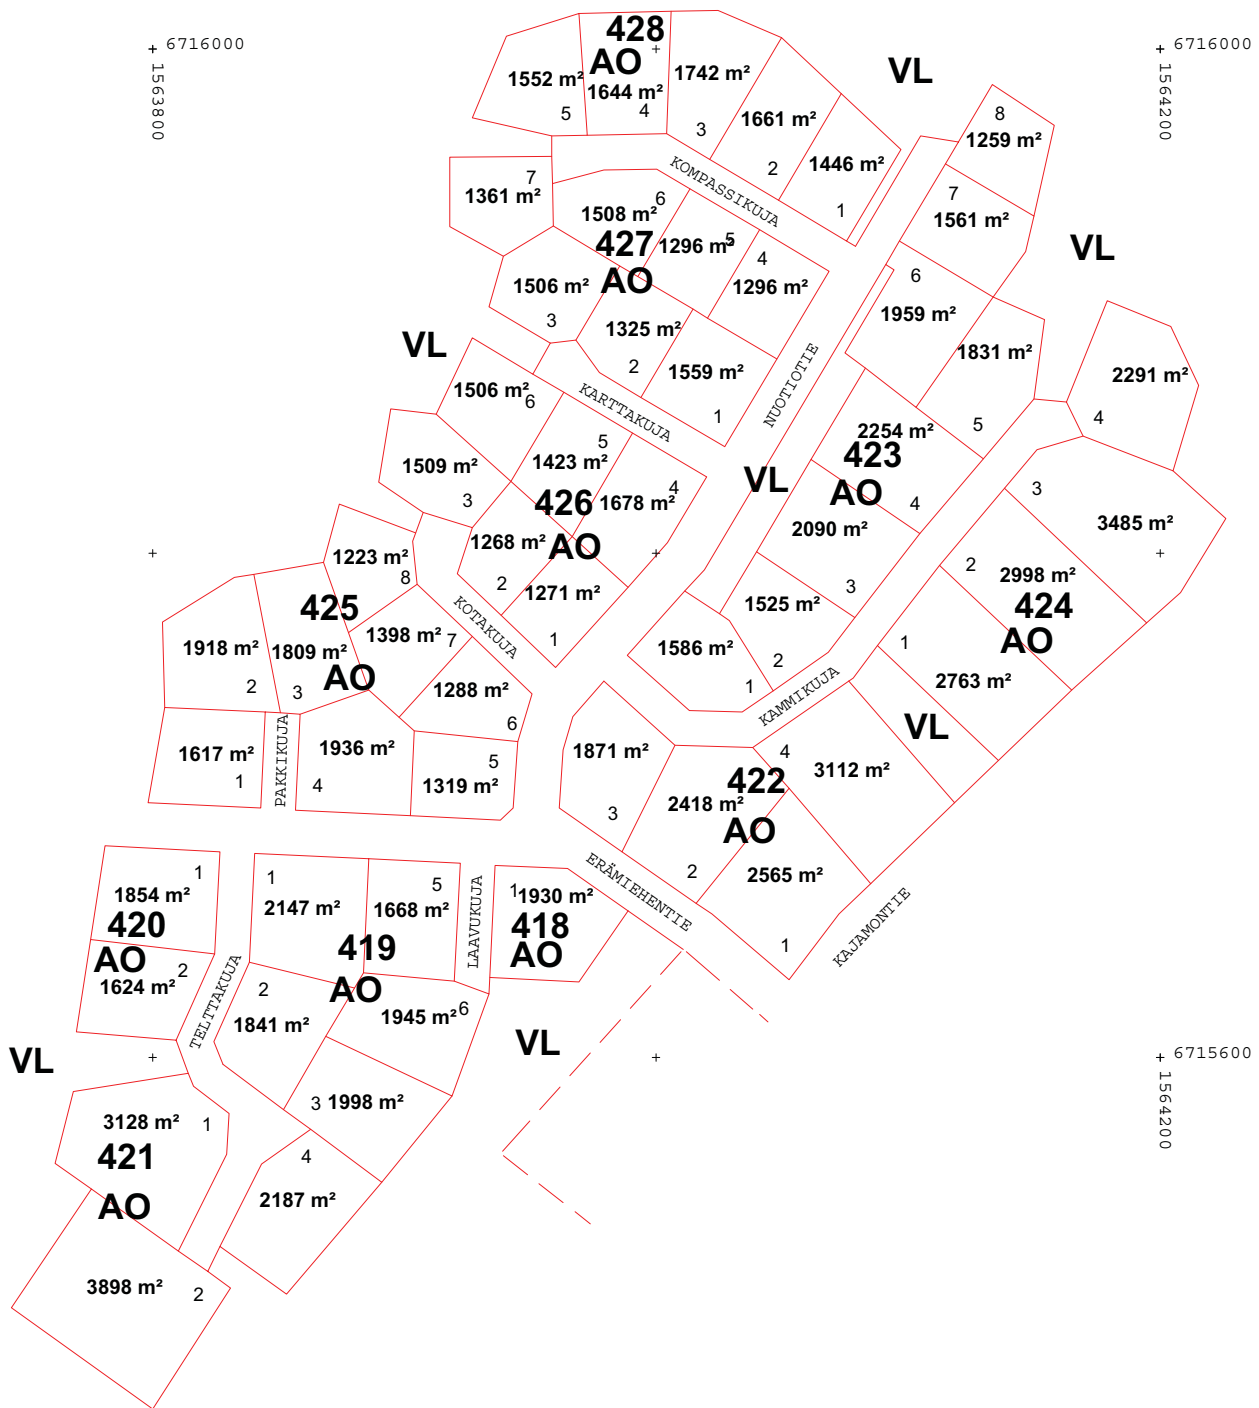 6716000
1563800
6716000
1564200
VL
428
AO
1552 m²
5
1644 m²
4
1742 m²
3
1661 m²
2
1446 m²
1
KOMPASSIKUJA
8
1259 m²
7
1561 m²
6
1959 m²
1831 m²
5
VL
1361 m²
7
1508 m²
6
427
AO
1296 m²
5
4
1296 m²
1506 m²
3
1325 m²
2
1559 m²
1
VL
KARTTAKUJA
NUOTIOTIE
2291 m²
4
1506 m²
6
1509 m²
3
1423 m²
5
1678 m²
4
426
AO
1268 m²
2
1271 m²
1
VL
2254 m²
423
AO
4
2090 m²
3
1525 m²
2
1586 m²
1
KAMMIKUJA
3
3485 m²
2
2998 m²
424
AO
1
2763 m²
VL
1223 m²
8
425
AO
1398 m²
7
KOTAKUJA
1918 m²
2
1809 m²
3
1288 m²
6
1617 m²
1
PAKKIKUJA
1936 m²
4
5
1319 m²
1871 m²
3
4
3112 m²
422
AO
2418 m²
2
2565 m²
1
ERÄMIEHENTIE
KAJAMONTIE
1
1854 m²
420
AO
2
1624 m²
TELTTAKUJA
1
2147 m²
5
1668 m²
419
AO
LAAVUKUJA
1
1930 m²
418
AO
2
1841 m²
1945 m²
6
3
1998 m²
VL
VL
6715600
1564200
3128 m²
1
421
AO
4
2187 m²
3898 m²
2